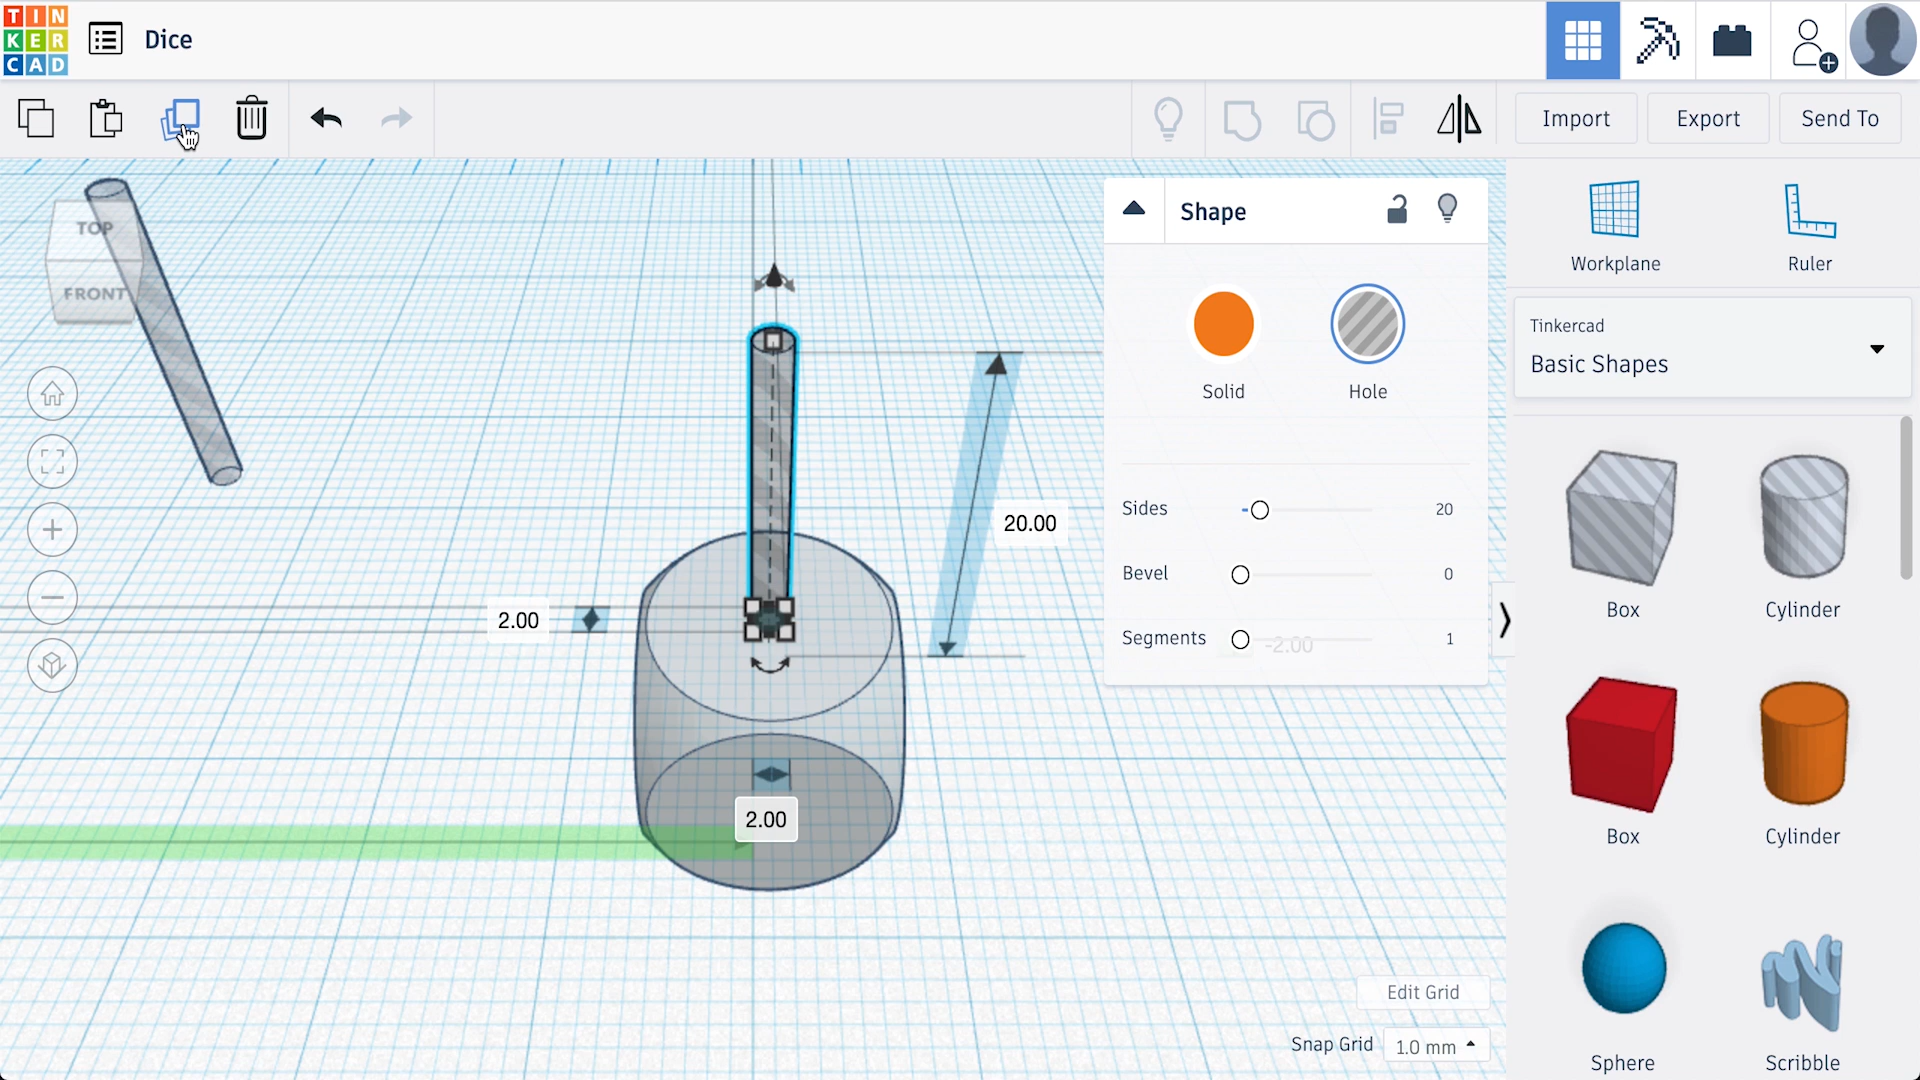 TIN
KER
CAD
Dice
Import
Export
Send To
TOP
FRONT
Shape
Solid
Hole
Sides
20
Bevel
0
Segments
-2.00
1
20.00
2.00
2.00
Workplane
Ruler
Tinkercad
Basic Shapes
Box
Cylinder
Box
Cylinder
Sphere
Scribble
Edit Grid
Snap Grid
1.0 mm